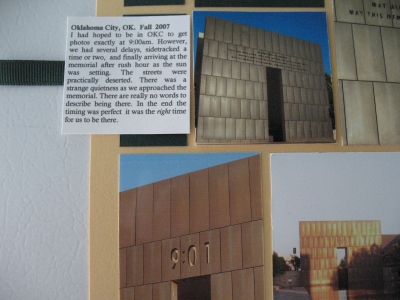 Oklahoma City, OK. Fall 2007
I had hoped to be in OKC to get
photos exactly at 9:00am. However,
we had several delays, sidetracked a
time or two, and finally arriving at the
memorial after rush hour as the sun
was setting. The streets were
practically deserted. There was a
strange quietness as we approached the
memorial. There are really no words to
describe being there. In the end the
timing was perfect it was the right time
for us to be there.
MAY THIS MEM
9:01